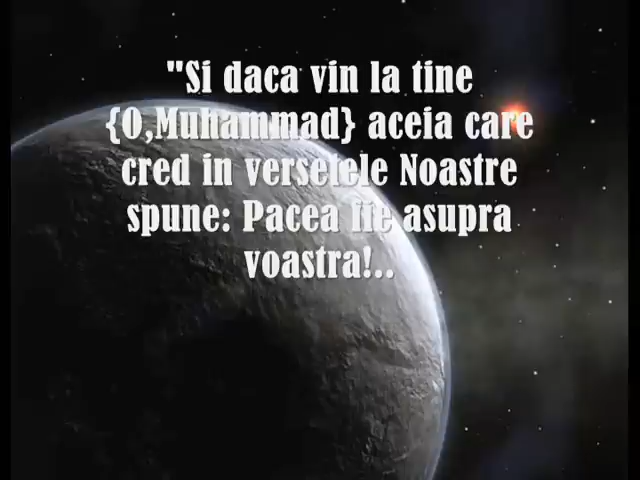 "Si daca vin la tine
{O,Muhammad} aceia care
cred in versetele Noastre
spune: Pacea fie asupra
voastra!..